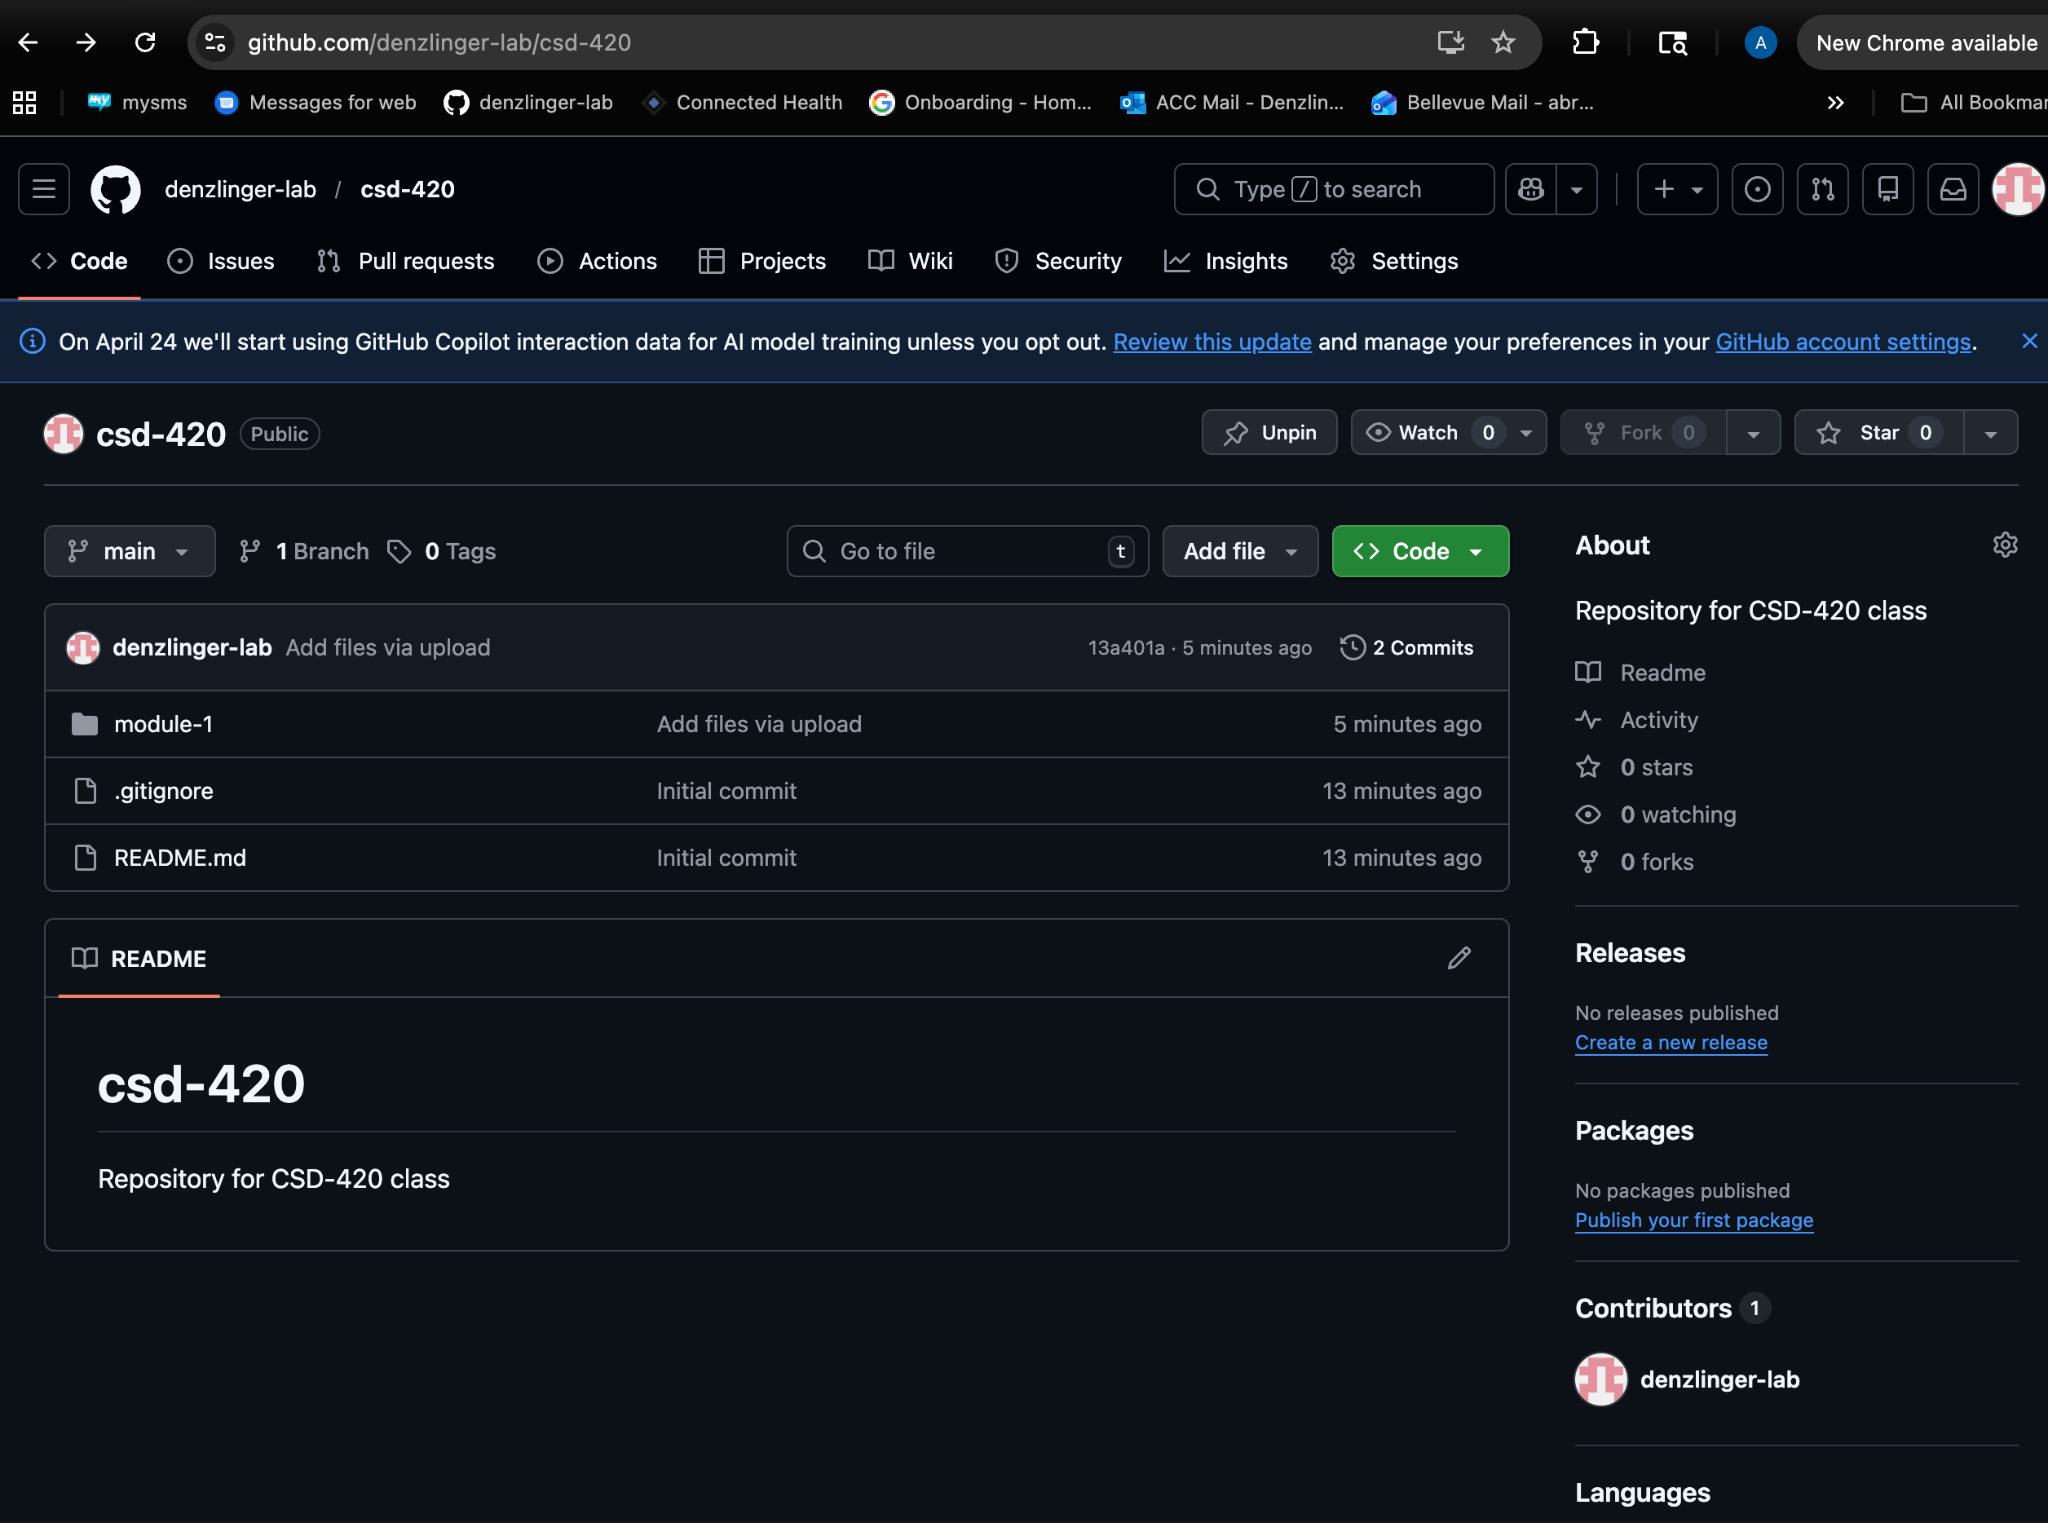 github.com/denzlinger-lab/csd-420
A
New Chrome available
mysms
Messages for web
denzlinger-lab
Connected Health
Onboarding - Hom...
ACC Mail - Denzlin...
Bellevue Mail - abr...
All Bookmar
denzlinger-lab / csd-420
Type / to search
Code
Issues
Pull requests
Actions
Projects
Wiki
Security
Insights
Settings
On April 24 we'll start using GitHub Copilot interaction data for AI model training unless you opt out. Review this update and manage your preferences in your GitHub account settings.
csd-420 Public
Unpin
Watch 0
Fork 0
Star 0
main
1 Branch
0 Tags
Go to file t
Add file
Code
denzlinger-lab Add files via upload 13a401a · 5 minutes ago 2 Commits
module-1 Add files via upload 5 minutes ago
.gitignore Initial commit 13 minutes ago
README.md Initial commit 13 minutes ago
README
csd-420
Repository for CSD-420 class
About
Repository for CSD-420 class
Readme
Activity
0 stars
0 watching
0 forks
Releases
No releases published
Create a new release
Packages
No packages published
Publish your first package
Contributors 1
denzlinger-lab
Languages